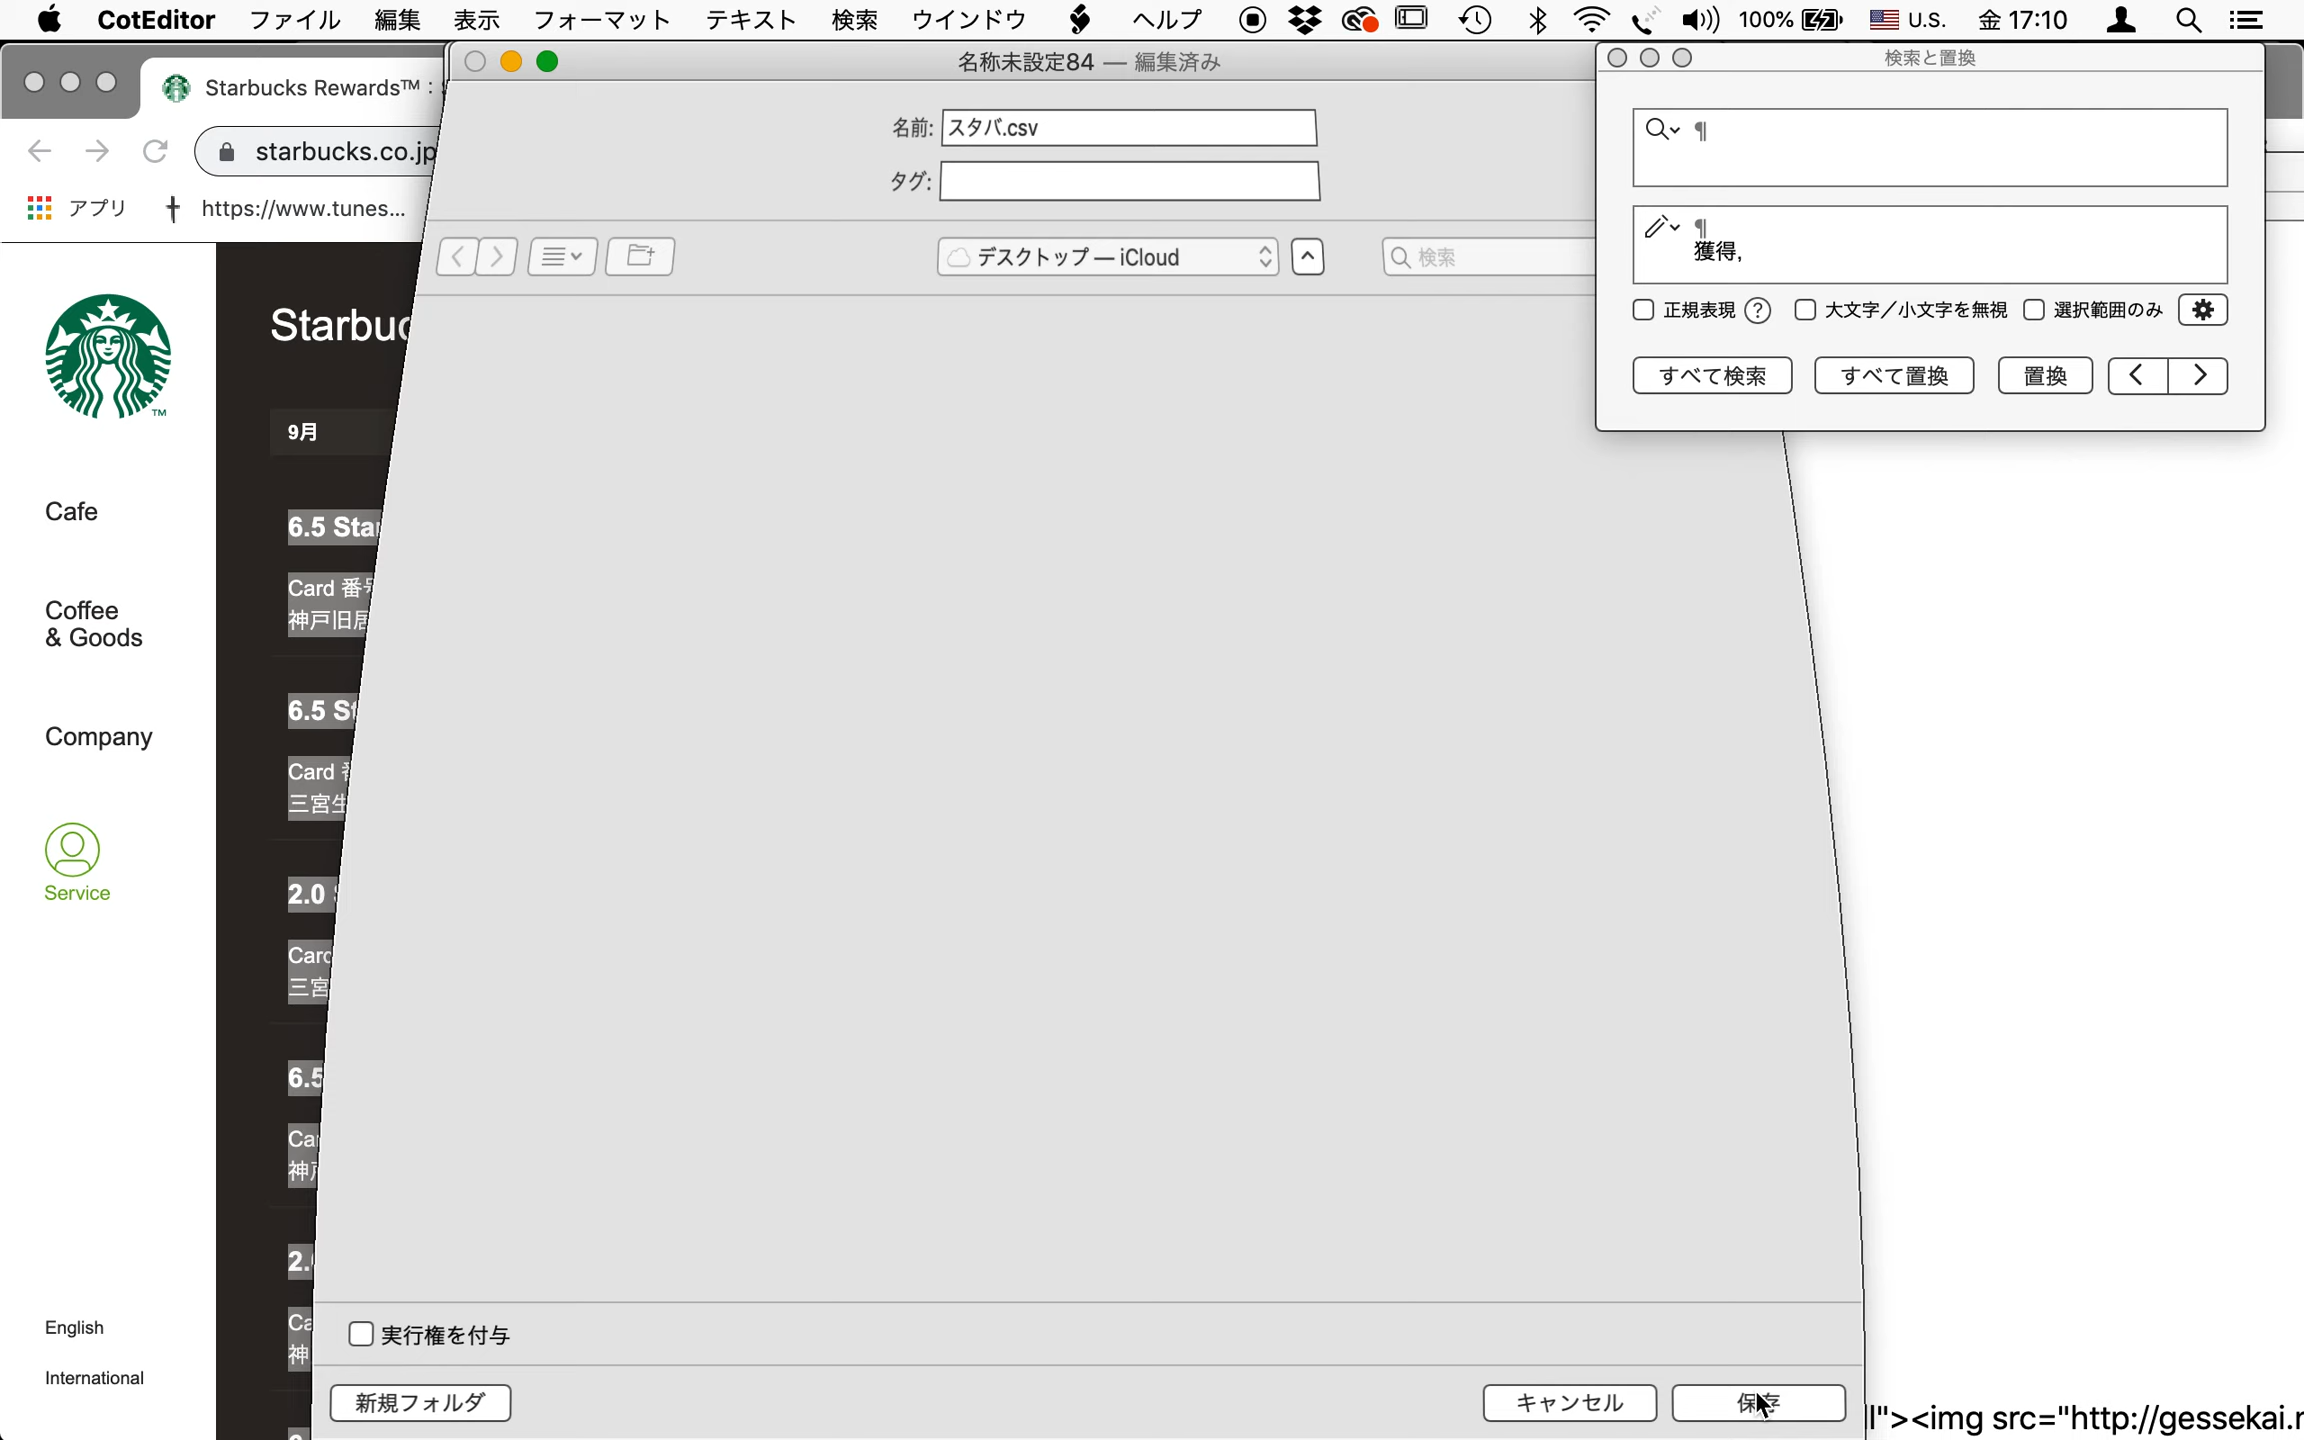 CotEditor ファイル 編集 表示 フォーマット テキスト 検索 ウインドウ ヘルプ 100% U.S. 金 17:10
Starbucks Rewards™ :
starbucks.co.jp
アプリ https://www.tunes...
TM
Cafe
Coffee
& Goods
Company
Service
English
International
Starbuc
9月
6.5 Star
Card 番号
神戸旧居
6.5 St
Card 番
三宮生
2.0 S
Card
三宮
6.5
Car
神戸
2.
Ca
神
名称未設定84 — 編集済み
名前: スタバ.csv
タグ:
デスクトップ — iCloud
検索
実行権を付与
新規フォルダ
キャンセル
保存
検索と置換
¶
¶
獲得,
正規表現 ? 大文字／小文字を無視 選択範囲のみ
すべて検索 すべて置換 置換
l"><img src="http://gessekai.r